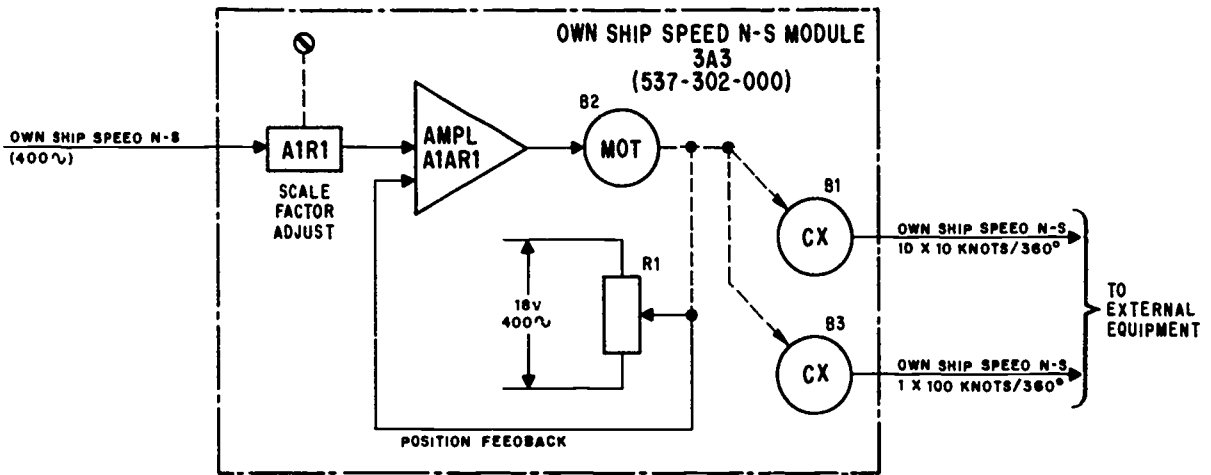 OWN SHIP SPEED N-S MODULE
3A3
(537-302-000)
OWN SHIP SPEED N-S
(400~)
A1R1
SCALE
FACTOR
ADJUST
AMPL
A1AR1
B2
MOT
B1
CX
OWN SHIP SPEED N-S
10 X 10 KNOTS/360°
R1
18V
400~
B3
CX
OWN SHIP SPEED N-S
1 X 100 KNOTS/360°
TO
EXTERNAL
EQUIPMENT
POSITION FEEDBACK